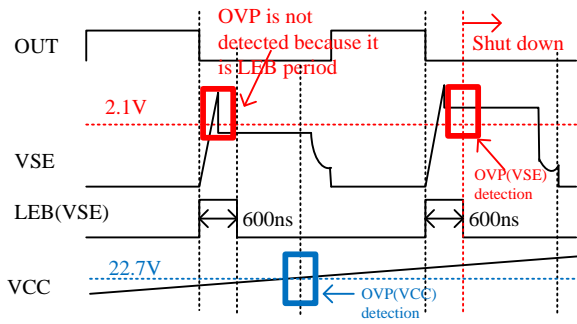 OUT
OVP is not
detected because it
is LEB period
Shut down
2.1V
VSE
OVP(VSE)
detection
LEB(VSE)
600ns
600ns
22.7V
VCC
OVP(VCC)
detection